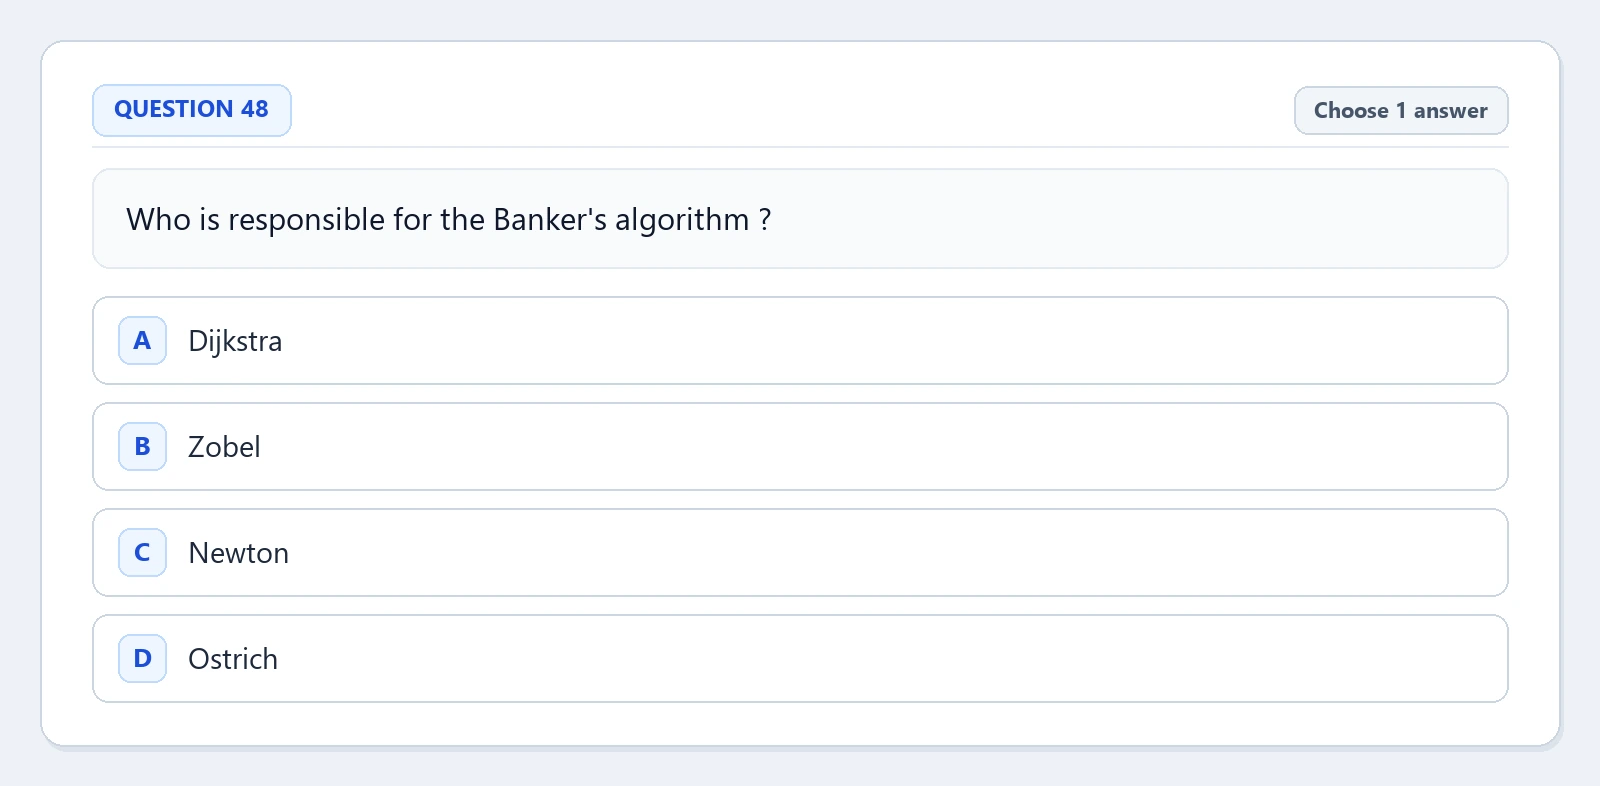 QUESTION 48
Choose 1 answer
Who is responsible for the Banker's algorithm ?
A Dijkstra
B Zobel
C Newton
D Ostrich